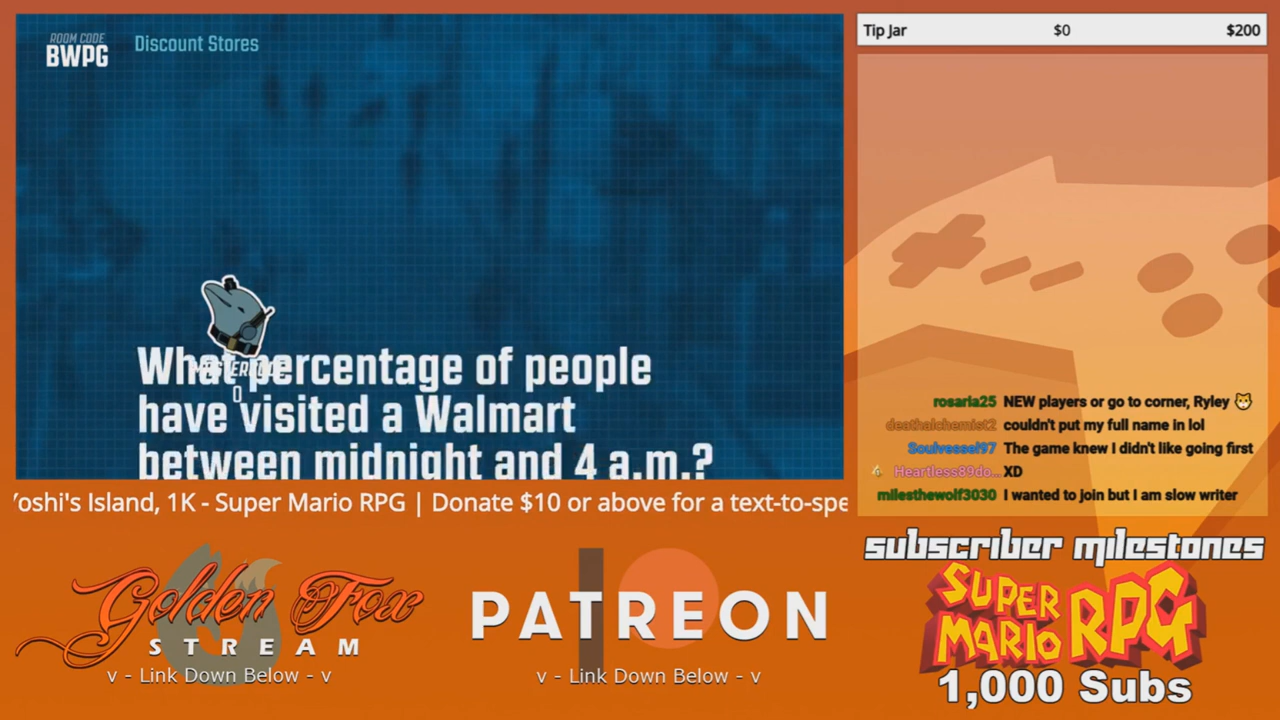 ROOM CODE
BWPG
Discount Stores
What percentage of people
have visited a Walmart
between midnight and 4 a.m.?
0
Tip Jar
$0
$200
rosaria25 NEW players or go to corner, Ryley
deathalchemist2 couldn't put my full name in lol
Soulvessel97 The game knew I didn't like going first
Heartless89do... XD
milesthewolf3030 I wanted to join but I am slow writer
Yoshi's Island, 1K - Super Mario RPG | Donate $10 or above for a text-to-spe
Golden Fox
STREAM
v - Link Down Below - v
PATREON
v - Link Down Below - v
SUBSCRIBER MILESTONES
SUPER
MARIO RPG
1,000 Subs